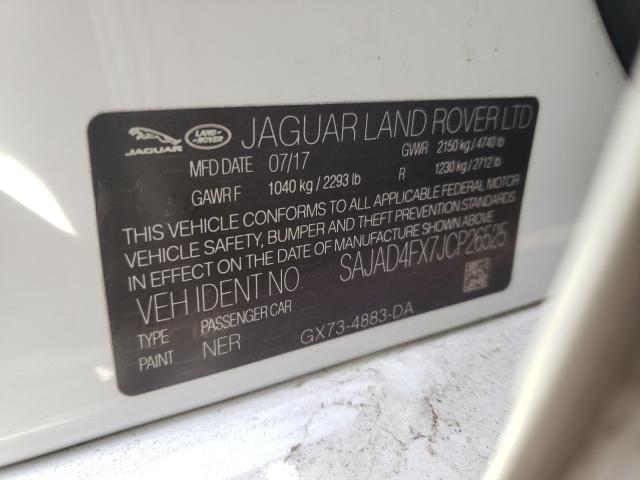 JAGUAR LAND-ROVER JAGUAR LAND ROVER LTD
MFD DATE 07/17 GVWR 2150 kg / 4740 lb
GAWR F 1040 kg / 2293 lb R 1230 kg / 2712 lb
THIS VEHICLE CONFORMS TO ALL APPLICABLE FEDERAL MOTOR
VEHICLE SAFETY, BUMPER AND THEFT PREVENTION STANDARDS
IN EFFECT ON THE DATE OF MANUFACTURE SHOWN ABOVE.
VEH IDENT NO. SAJAD4FX7JCP26525
TYPE PASSENGER CAR
PAINT NER GX73-4883-DA